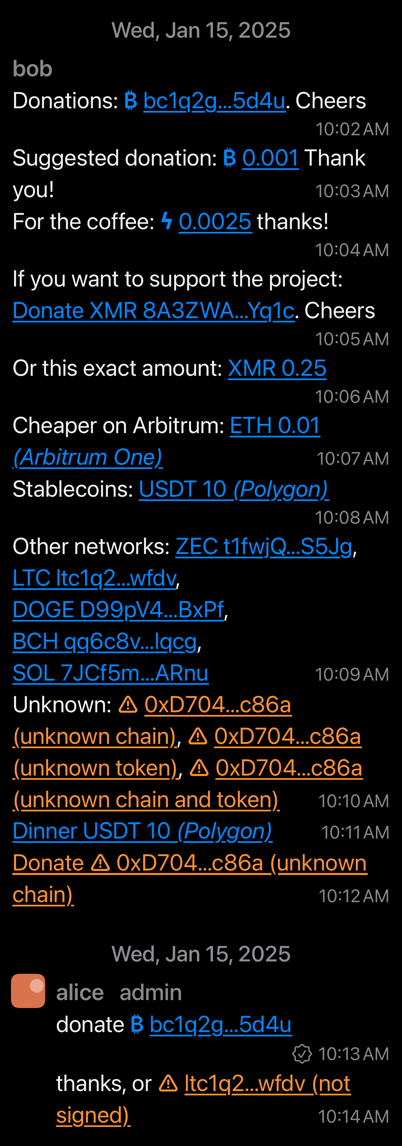 Wed, Jan 15, 2025
bob
Donations: ₿ bc1q2g...5d4u. Cheers
10:02 AM
Suggested donation: ₿ 0.001 Thank
you!
10:03 AM
For the coffee: ϟ 0.0025 thanks!
10:04 AM
If you want to support the project:
Donate XMR 8A3ZWA...Yq1c. Cheers
10:05 AM
Or this exact amount: XMR 0.25
10:06 AM
Cheaper on Arbitrum: ETH 0.01
(Arbitrum One)
10:07 AM
Stablecoins: USDT 10 (Polygon)
10:08 AM
Other networks: ZEC t1fwjQ...S5Jg,
LTC ltc1q2...wfdv,
DOGE D99pV4...BxPf,
BCH qq6c8v...lqcg,
SOL 7JCf5m...ARnu
10:09 AM
Unknown: ⚠ 0xD704...c86a
(unknown chain), ⚠ 0xD704...c86a
(unknown token), ⚠ 0xD704...c86a
(unknown chain and token)
10:10 AM
Dinner USDT 10 (Polygon)
10:11 AM
Donate ⚠ 0xD704...c86a (unknown
chain)
10:12 AM
Wed, Jan 15, 2025
alice admin
donate ₿ bc1q2g...5d4u
10:13 AM
thanks, or ⚠ ltc1q2...wfdv (not
signed)
10:14 AM